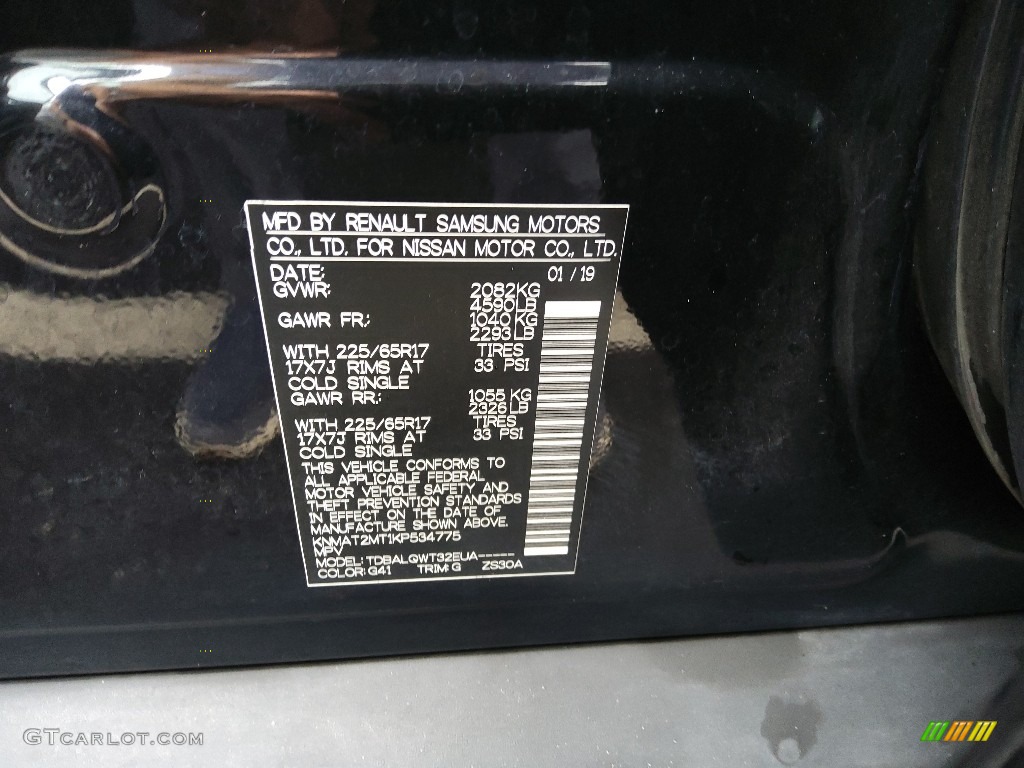 MFD BY RENAULT SAMSUNG MOTORS
CO., LTD. FOR NISSAN MOTOR CO., LTD.
DATE: 01 / 19
GVWR: 2082KG
4590LB
GAWR FR: 1040 KG
2293 LB
WITH 225/65R17 TIRES
17X7J RIMS AT 33 PSI
COLD SINGLE
GAWR RR: 1055 KG
2326 LB
WITH 225/65R17 TIRES
17X7J RIMS AT 33 PSI
COLD SINGLE
THIS VEHICLE CONFORMS TO
ALL APPLICABLE FEDERAL
MOTOR VEHICLE SAFETY AND
THEFT PREVENTION STANDARDS
IN EFFECT ON THE DATE OF
MANUFACTURE SHOWN ABOVE.
KNMAT2MT1KP534775
MPV
MODEL: TDBALGWT32EUA-----
COLOR: G41 TRIM: G ZS30A
GTCARLOT.COM